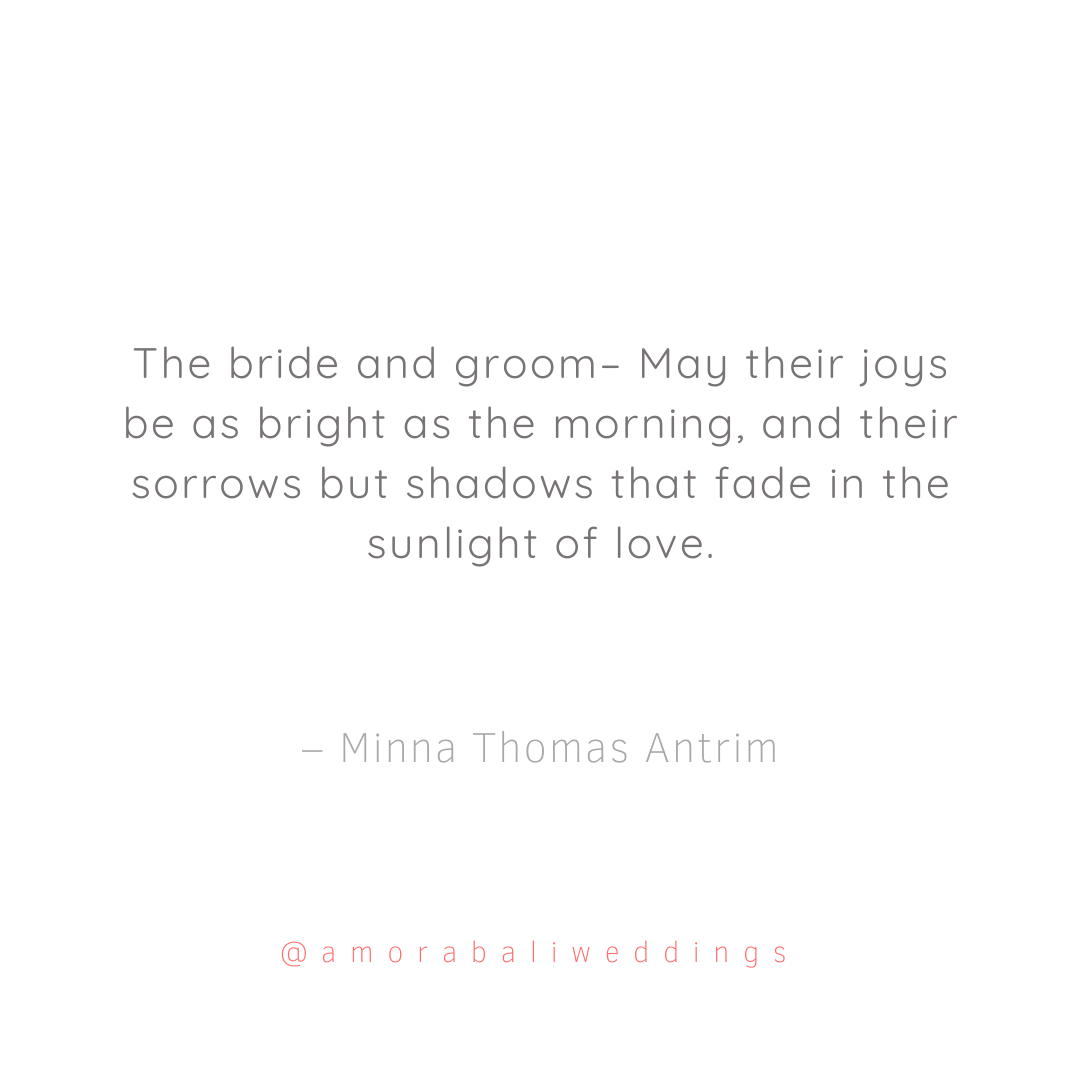 The bride and groom– May their joys
be as bright as the morning, and their
sorrows but shadows that fade in the
sunlight of love.
– Minna Thomas Antrim
@amorabaliweddings